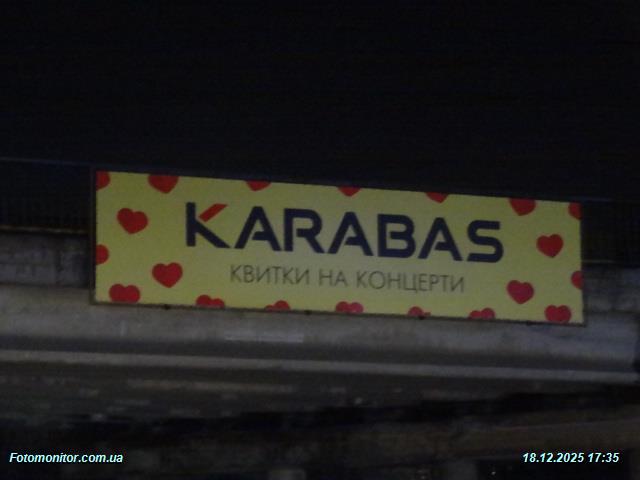 KARABAS
КВИТКИ НА КОНЦЕРТИ
Fotomonitor.com.ua
18.12.2025 17:35